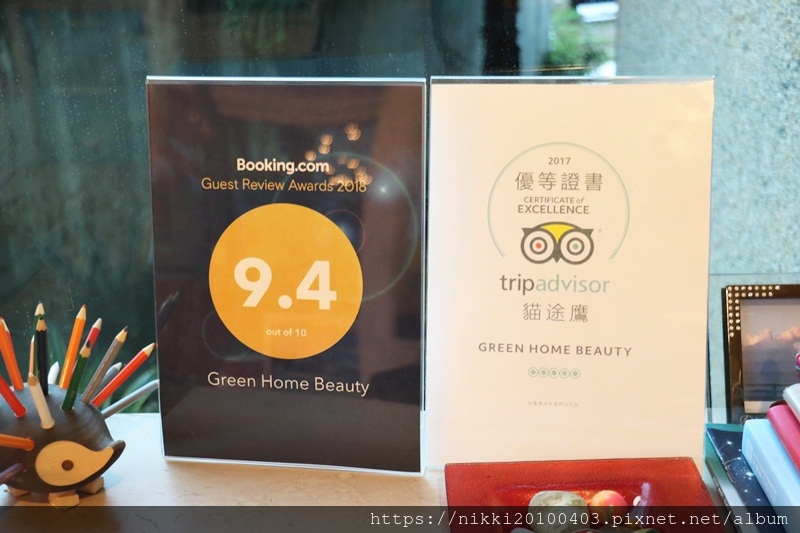 Booking.com
Guest Review Awards 2018
9.4
out of 10
Green Home Beauty
2017
優等證書
CERTIFICATE of
EXCELLENCE
tripadvisor®
貓途鷹
GREEN HOME BEAUTY
https://nikki20100403.pixnet.net/album